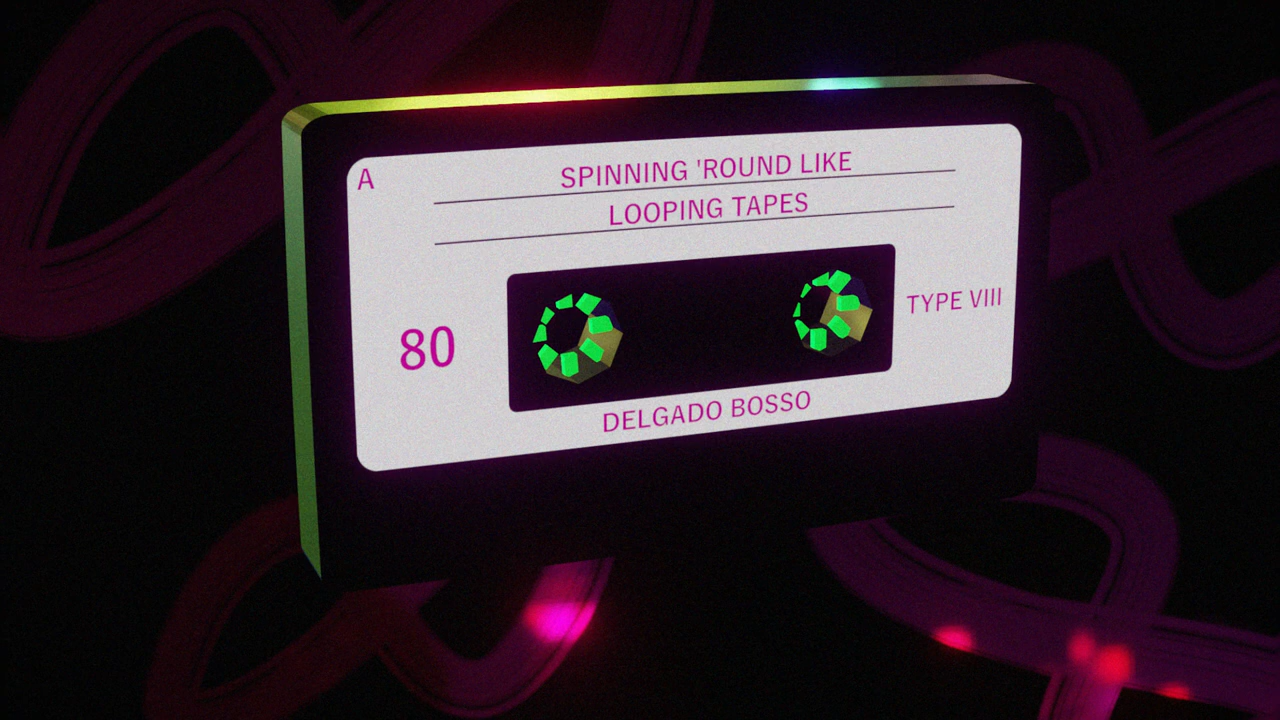 A
SPINNING 'ROUND LIKE
LOOPING TAPES
80
TYPE VIII
DELGADO BOSSO